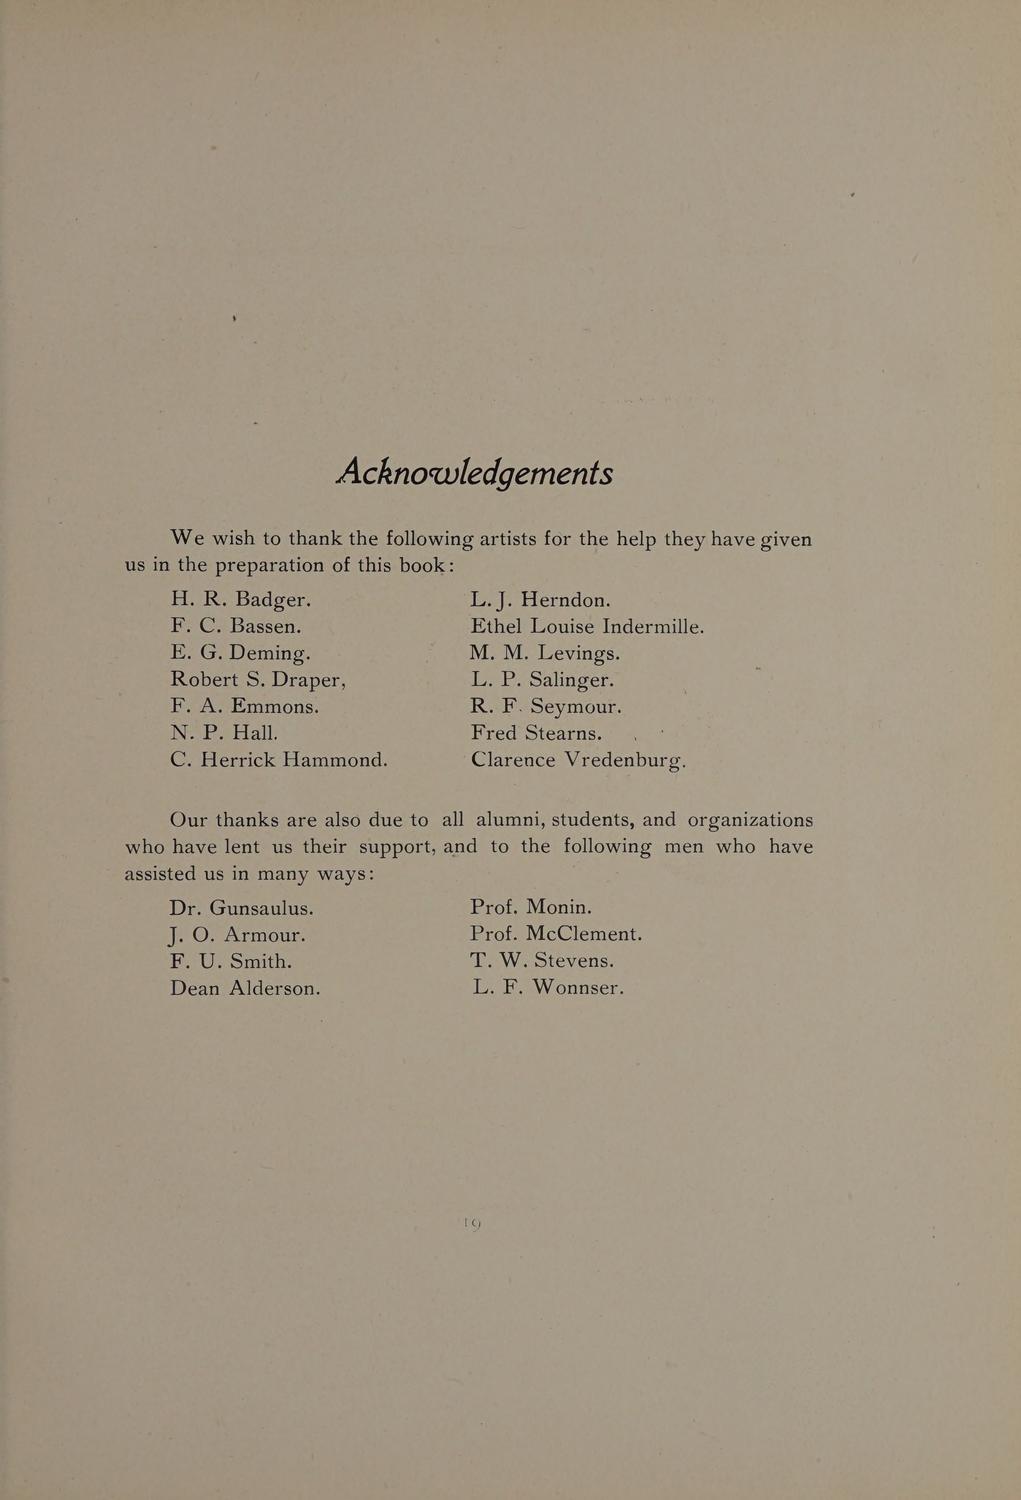 Acknowledgements
We wish to thank the following artists for the help they have given
us in the preparation of this book:
H. R. Badger.
F. C. Bassen.
E. G. Deming.
Robert S. Draper,
F. A. Emmons.
N. P. Hall.
C. Herrick Hammond.
L. J. Herndon.
Ethel Louise Indermille.
M. M. Levings.
L. P. Salinger.
R. F. Seymour.
Fred Stearns.
Clarence Vredenburg.
Our thanks are also due to all alumni, students, and organizations
who have lent us their support, and to the following men who have
assisted us in many ways:
Dr. Gunsaulus.
J. O. Armour.
F. U. Smith.
Dean Alderson.
Prof. Monin.
Prof. McClement.
T. W. Stevens.
L. F. Wonnser.
19